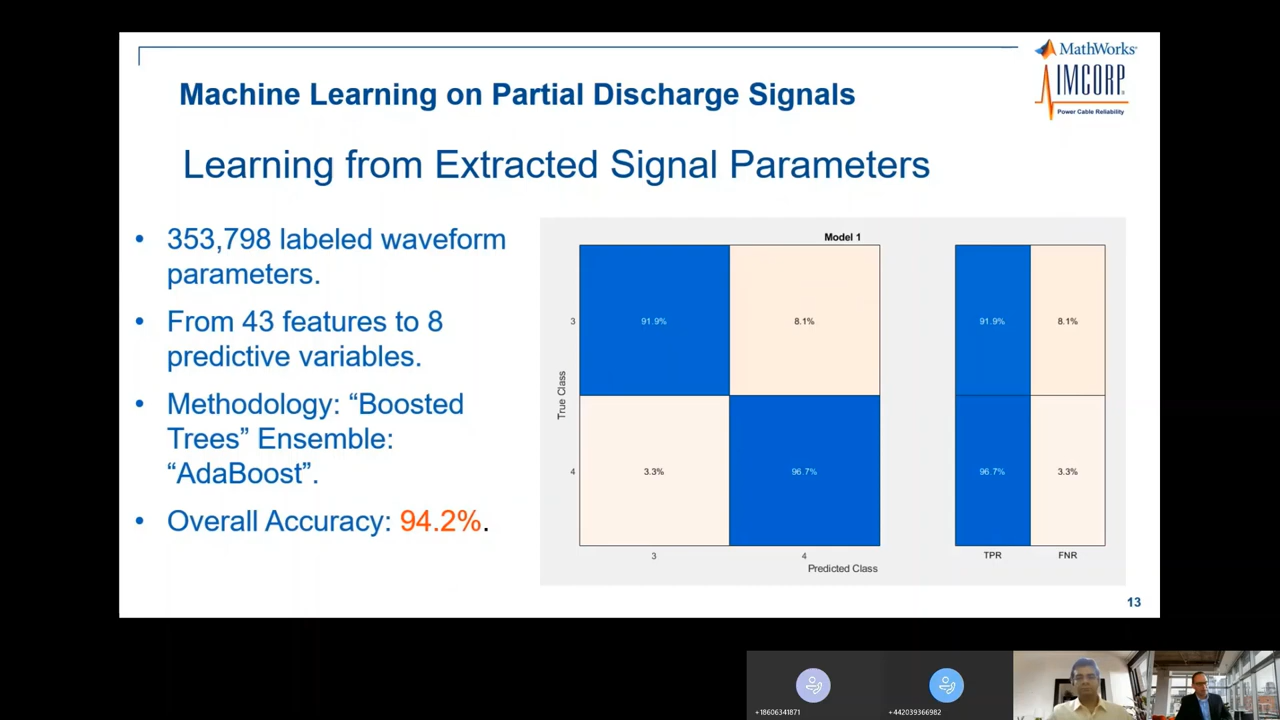 MathWorks®
IMCORP®
Power Cable Reliability
Machine Learning on Partial Discharge Signals
Learning from Extracted Signal Parameters
• 353,798 labeled waveform
parameters.
• From 43 features to 8
predictive variables.
• Methodology: “Boosted
Trees” Ensemble:
“AdaBoost”.
• Overall Accuracy: 94.2%.
Model 1
True Class
3
91.9%
8.1%
91.9%
8.1%
4
3.3%
96.7%
96.7%
3.3%
3
4
Predicted Class
TPR
FNR
13
+18606341871
+442039366982